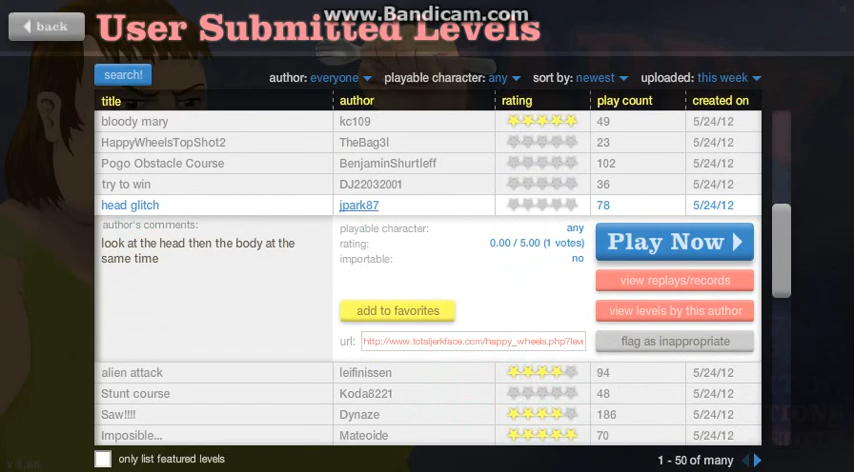 www.Bandicam.com
back
User Submitted Levels
search!
author: everyone playable character: any sort by: newest uploaded: this week
title author rating play count created on
bloody mary kc109 49 5/24/12
HappyWheelsTopShot2 TheBag3l 23 5/24/12
Pogo Obstacle Course BenjaminShurtleff 102 5/24/12
try to win DJ22032001 36 5/24/12
head glitch jpark87 78 5/24/12
author's comments:
look at the head then the body at the
same time
playable character: any
rating: 0.00 / 5.00 (1 votes)
importable: no
Play Now
view replays/records
add to favorites
view levels by this author
url: http://www.totaljerkface.com/happy_wheels.php?lev
flag as inappropriate
alien attack leifinissen 94 5/24/12
Stunt course Koda8221 48 5/24/12
Saw!!!! Dynaze 186 5/24/12
Imposible... Mateoide 70 5/24/12
only list featured levels
1 - 50 of many